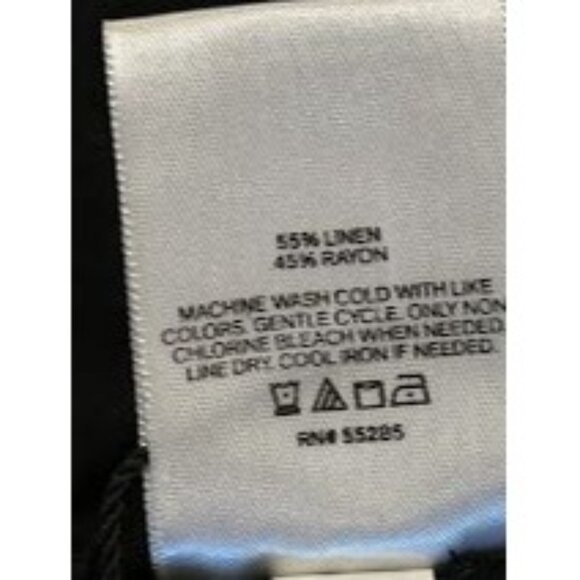 55% LINEN
45% RAYON
MACHINE WASH COLD WITH LIKE
COLORS. GENTLE CYCLE. ONLY NON
CHLORINE BLEACH WHEN NEEDED.
LINE DRY. COOL IRON IF NEEDED.
RN# 55285